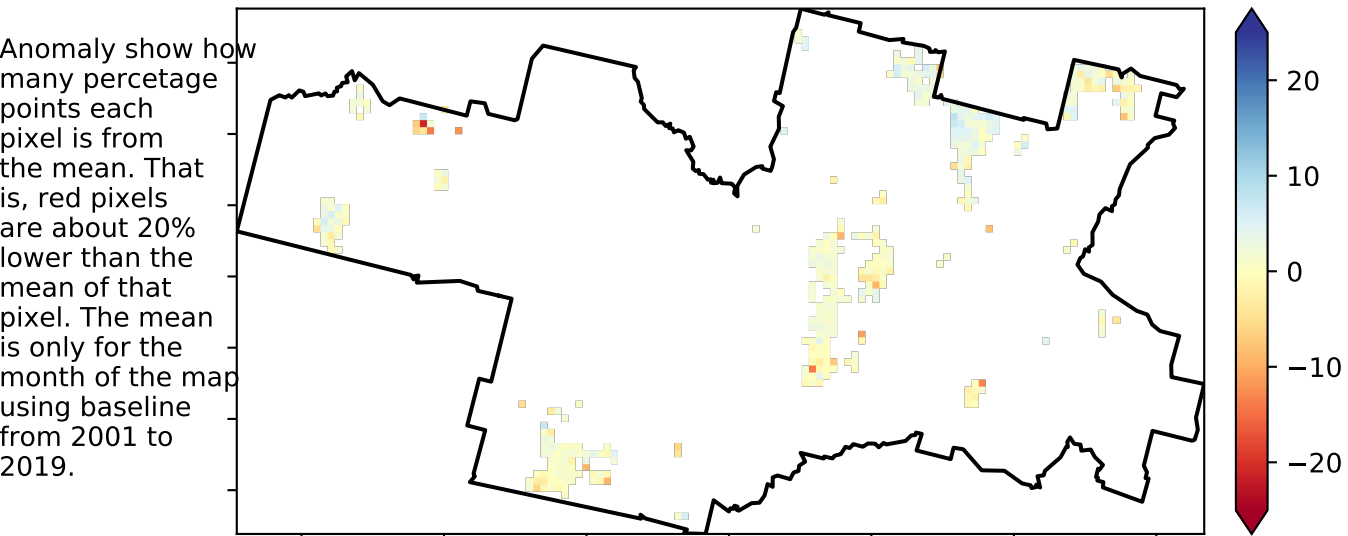 Anomaly show how
many percetage
points each
pixel is from
the mean. That
is, red pixels
are about 20%
lower than the
mean of that
pixel. The mean
is only for the
month of the map
using baseline
from 2001 to
2019.
20
10
0
−10
−20